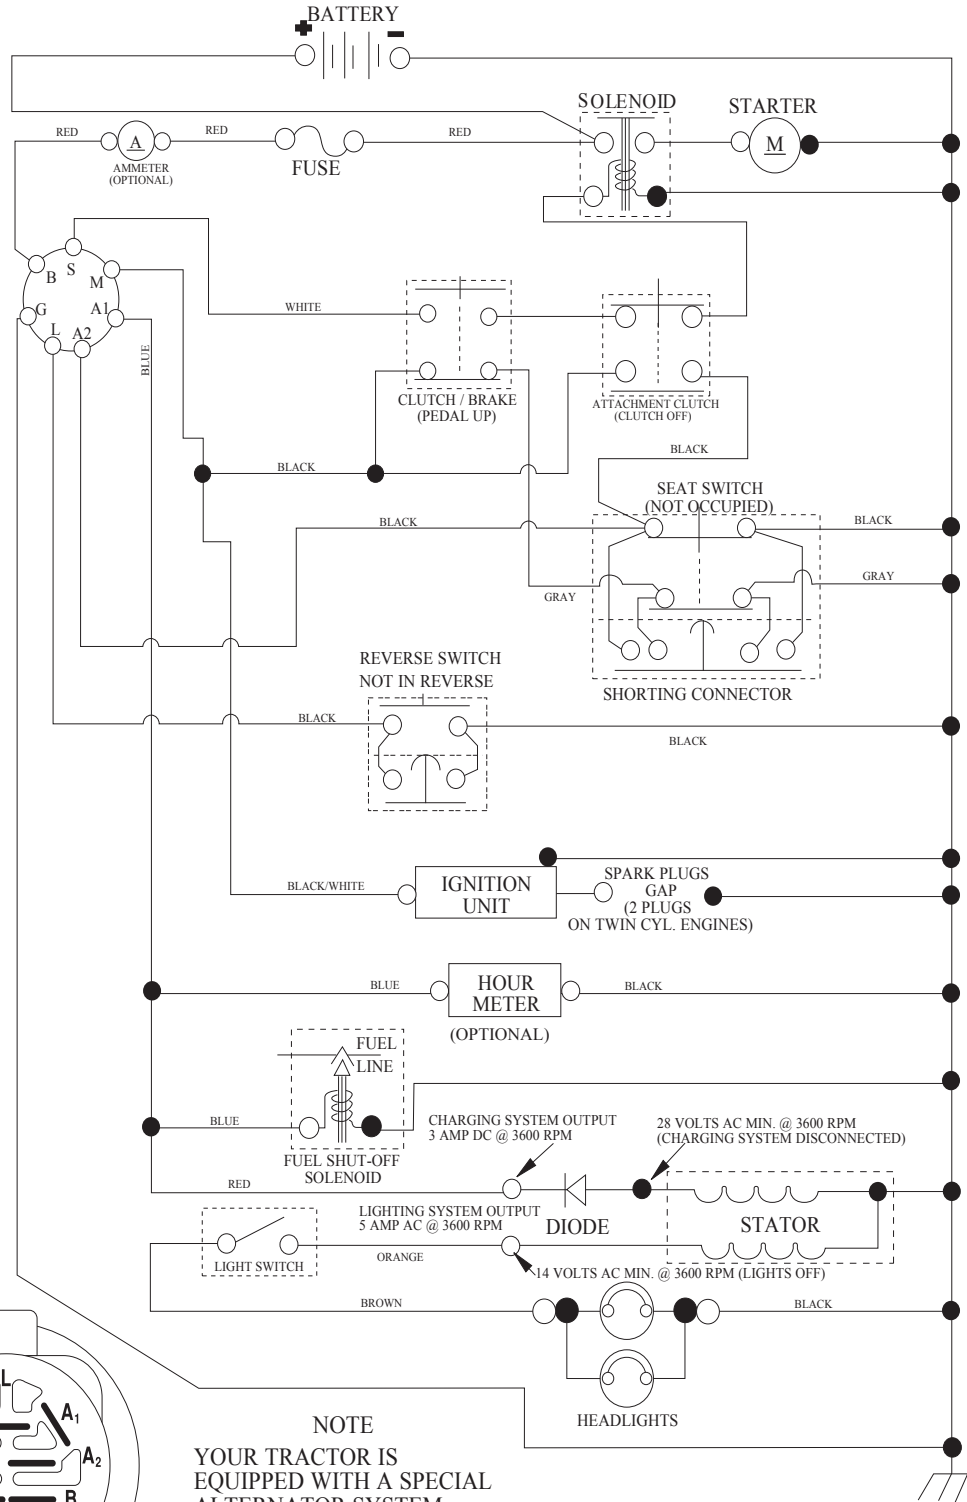 BATTERY
SOLENOID
STARTER
RED
A
RED
RED
M
AMMETER
(OPTIONAL)
FUSE
B
S
M
G
A1
L
A2
WHITE
BLUE
CLUTCH / BRAKE
(PEDAL UP)
ATTACHMENT CLUTCH
(CLUTCH OFF)
BLACK
BLACK
SEAT SWITCH
(NOT OCCUPIED)
BLACK
BLACK
GRAY
GRAY
SHORTING CONNECTOR
REVERSE SWITCH
NOT IN REVERSE
BLACK
BLACK
BLACK/WHITE
IGNITION
UNIT
SPARK PLUGS
GAP
(2 PLUGS
ON TWIN CYL. ENGINES)
BLUE
HOUR
METER
BLACK
(OPTIONAL)
FUEL
LINE
BLUE
FUEL SHUT-OFF
SOLENOID
CHARGING SYSTEM OUTPUT
3 AMP DC @ 3600 RPM
28 VOLTS AC MIN. @ 3600 RPM
(CHARGING SYSTEM DISCONNECTED)
RED
LIGHTING SYSTEM OUTPUT
5 AMP AC @ 3600 RPM
DIODE
STATOR
LIGHT SWITCH
ORANGE
14 VOLTS AC MIN. @ 3600 RPM (LIGHTS OFF)
BROWN
BLACK
HEADLIGHTS
L
A1
A2
B
NOTE
YOUR TRACTOR IS
EQUIPPED WITH A SPECIAL
ALTERNATOR SYSTEM